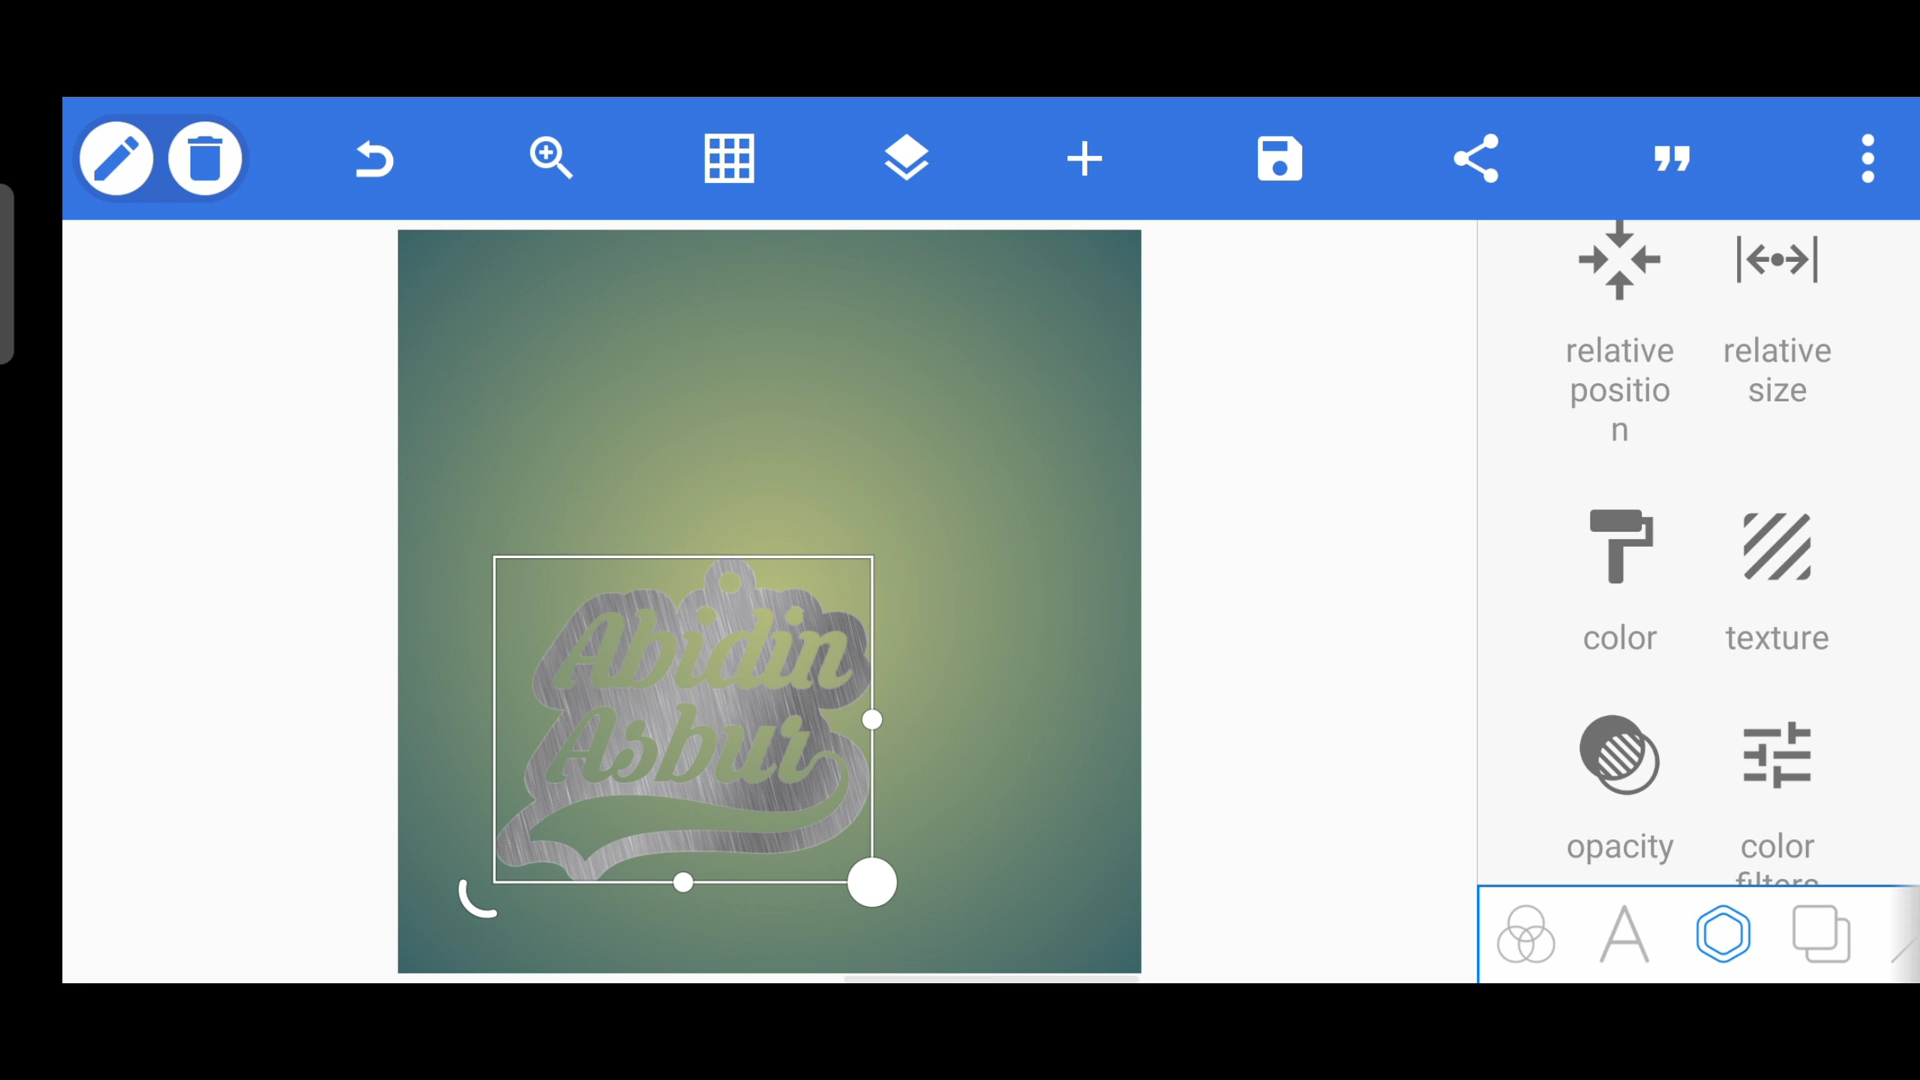 relative
positio
n
relative
size
color
texture
opacity
color
filters
Abidin
Asbur